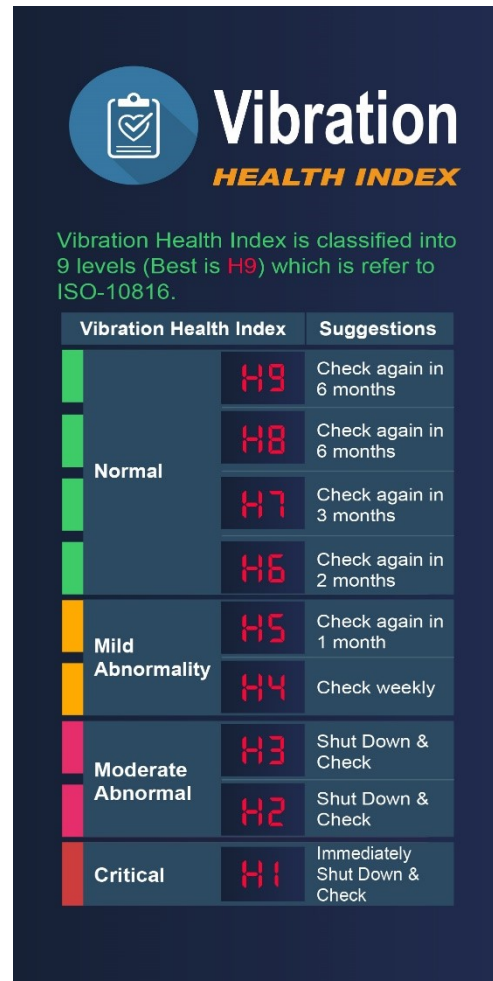 Vibration
HEALTH INDEX
Vibration Health Index is classified into
9 levels (Best is H9) which is refer to
ISO-10816.
Vibration Health Index Suggestions
H9 Check again in
6 months
H8 Check again in
6 months
Normal
H7 Check again in
3 months
H6 Check again in
2 months
H5 Check again in
1 month
Mild
Abnormality
H4 Check weekly
H3 Shut Down &
Check
Moderate
Abnormal
H2 Shut Down &
Check
Critical H1 Immediately
Shut Down &
Check